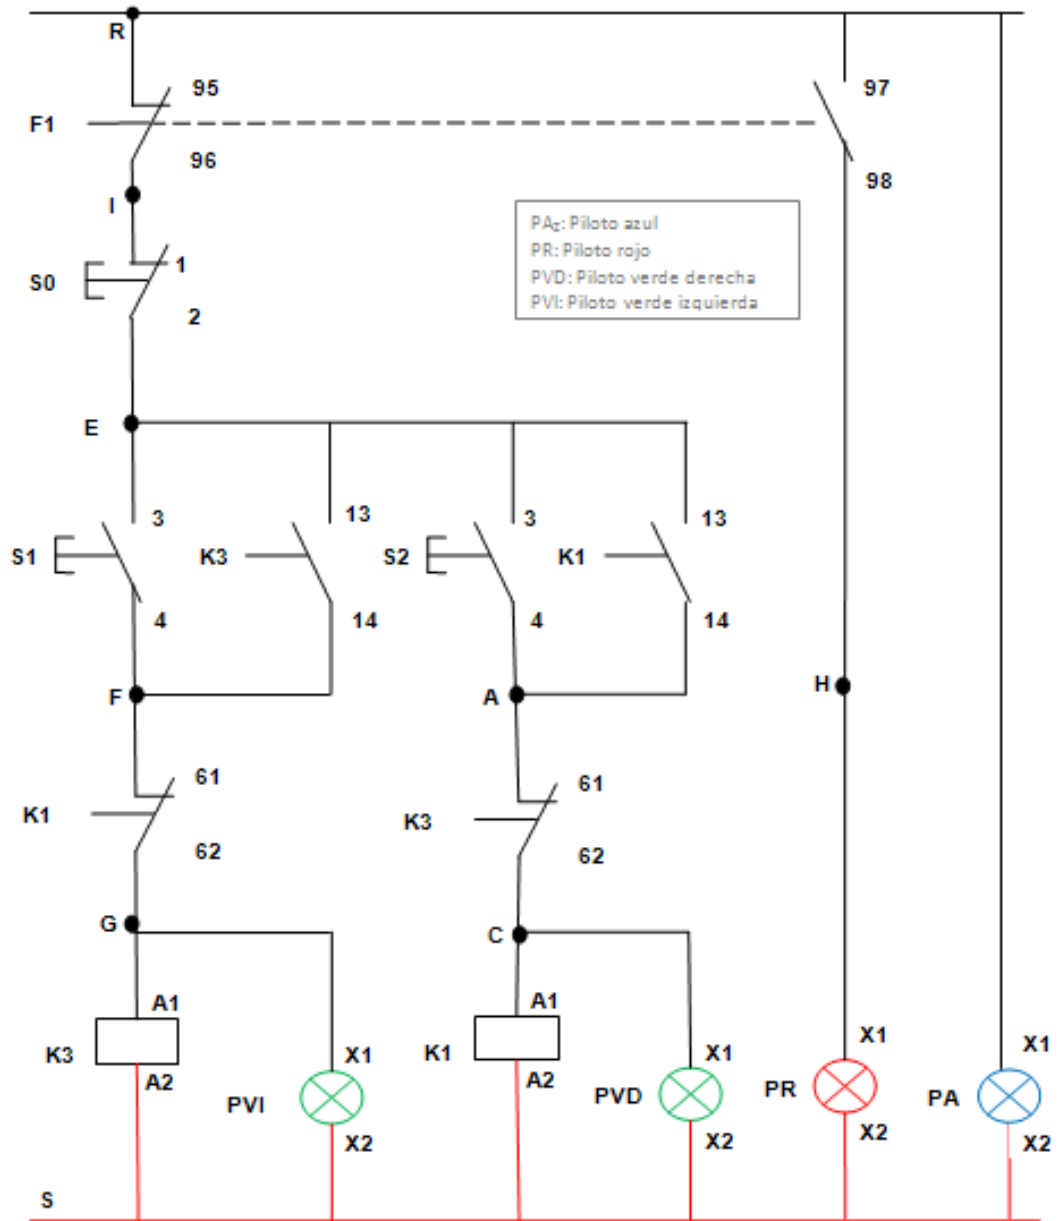 R
95
97
F1
96
98
I
PAz: Piloto azul
PR: Piloto rojo
PVD: Piloto verde derecha
PVI: Piloto verde izquierda
1
S0
2
E
3
13
3
13
S1
K3
S2
K1
4
14
4
14
F
A
H
61
61
K1
K3
62
62
G
C
A1
A1
K3
X1
K1
X1
X1
X1
A2
A2
PVI
PVD
PR
PA
X2
X2
X2
X2
S